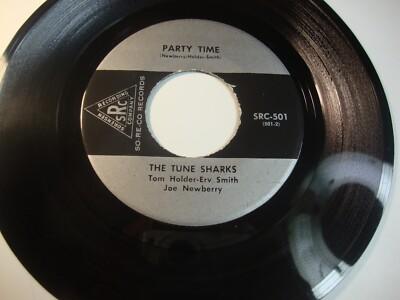 PARTY TIME
(Newberry-Holder-Smith)
SOUTHERN
RECORDING
COMPANY
SRC
SO-RE-CO RECORDS
SRC-501
(501-2)
THE TUNE SHARKS
Tom Holder-Erv Smith
Joe Newberry